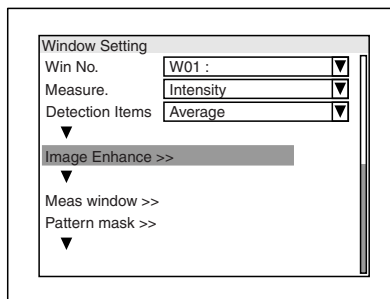 Window Setting
Win No. W01 :
Measure. Intensity
Detection Items Average
Image Enhance >>
Meas window >>
Pattern mask >>